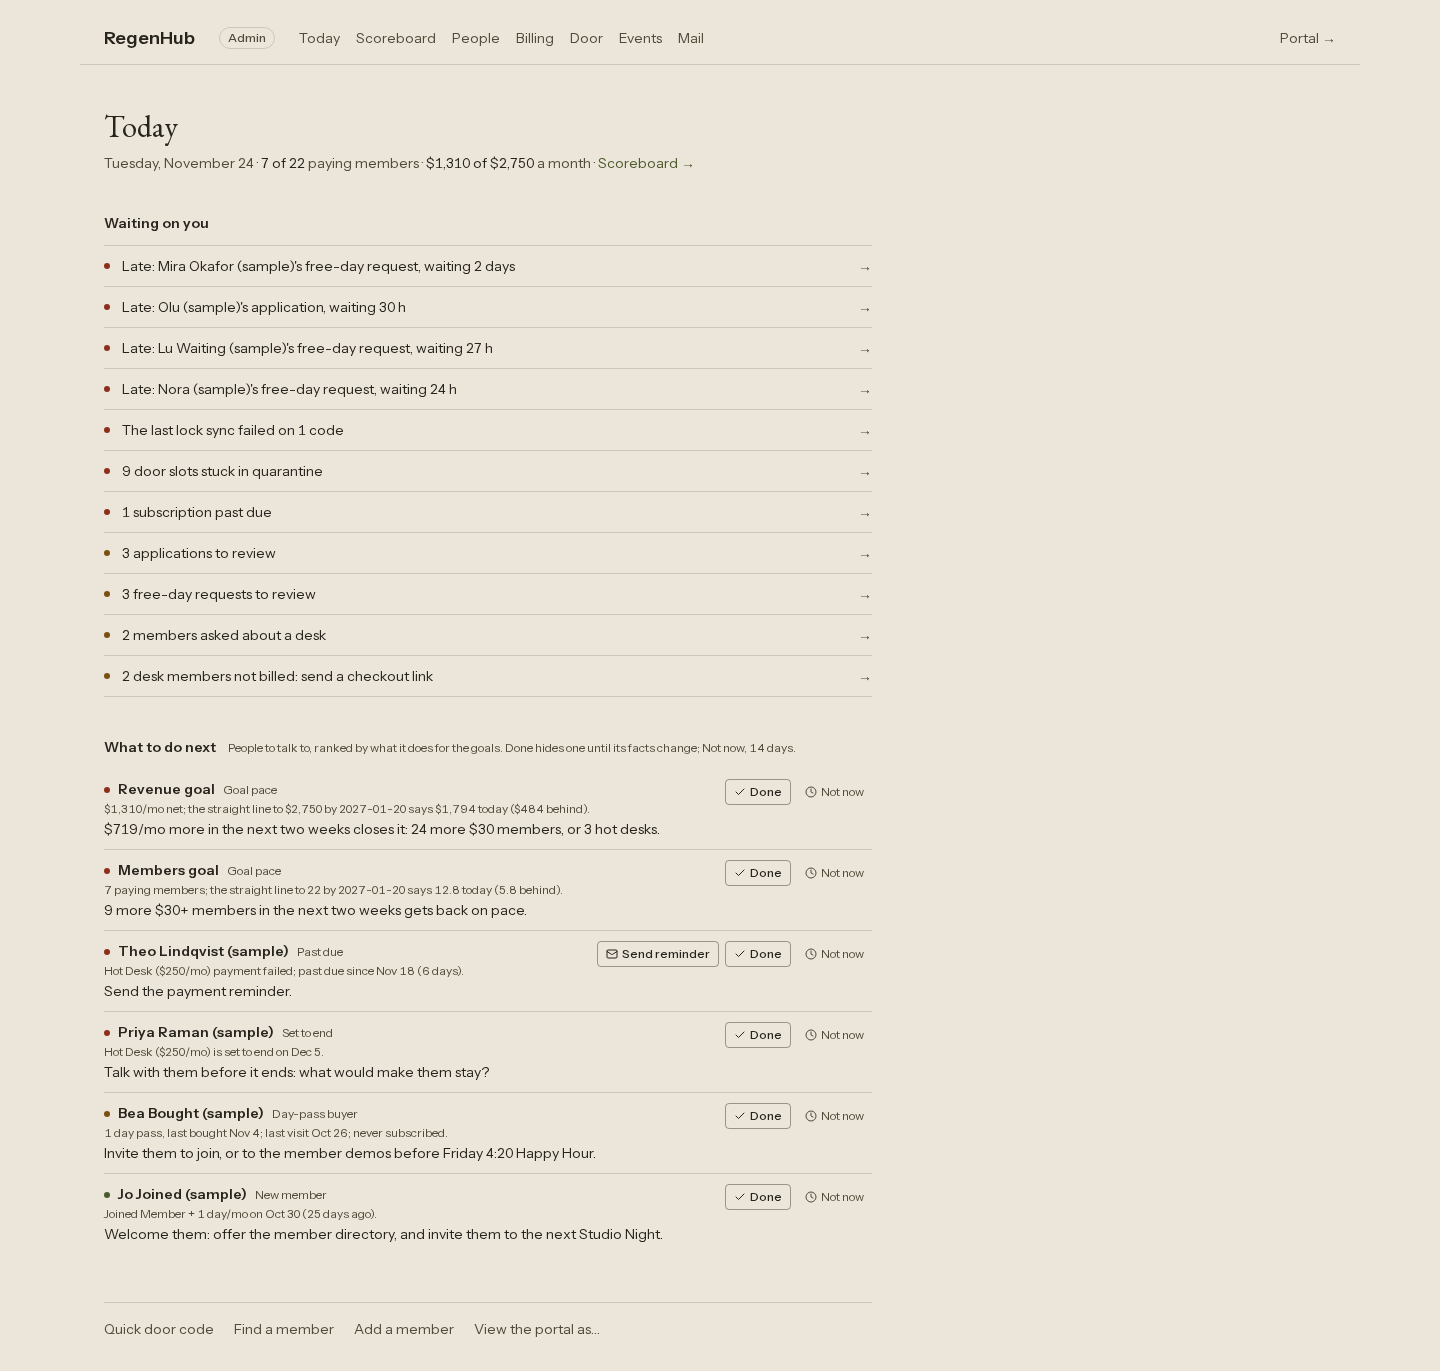 RegenHub Admin Today Scoreboard People Billing Door Events Mail Portal →
Today
Tuesday, November 24 · 7 of 22 paying members · $1,310 of $2,750 a month · Scoreboard →
Waiting on you
Late: Mira Okafor (sample)'s free-day request, waiting 2 days →
Late: Olu (sample)'s application, waiting 30 h →
Late: Lu Waiting (sample)'s free-day request, waiting 27 h →
Late: Nora (sample)'s free-day request, waiting 24 h →
The last lock sync failed on 1 code →
9 door slots stuck in quarantine →
1 subscription past due →
3 applications to review →
3 free-day requests to review →
2 members asked about a desk →
2 desk members not billed: send a checkout link →
What to do next People to talk to, ranked by what it does for the goals. Done hides one until its facts change; Not now, 14 days.
Revenue goal Goal pace Done Not now
$1,310/mo net; the straight line to $2,750 by 2027-01-20 says $1,794 today ($484 behind).
$719/mo more in the next two weeks closes it: 24 more $30 members, or 3 hot desks.
Members goal Goal pace Done Not now
7 paying members; the straight line to 22 by 2027-01-20 says 12.8 today (5.8 behind).
9 more $30+ members in the next two weeks gets back on pace.
Theo Lindqvist (sample) Past due Send reminder Done Not now
Hot Desk ($250/mo) payment failed; past due since Nov 18 (6 days).
Send the payment reminder.
Priya Raman (sample) Set to end Done Not now
Hot Desk ($250/mo) is set to end on Dec 5.
Talk with them before it ends: what would make them stay?
Bea Bought (sample) Day-pass buyer Done Not now
1 day pass, last bought Nov 4; last visit Oct 26; never subscribed.
Invite them to join, or to the member demos before Friday 4:20 Happy Hour.
Jo Joined (sample) New member Done Not now
Joined Member + 1 day/mo on Oct 30 (25 days ago).
Welcome them: offer the member directory, and invite them to the next Studio Night.
Quick door code Find a member Add a member View the portal as…